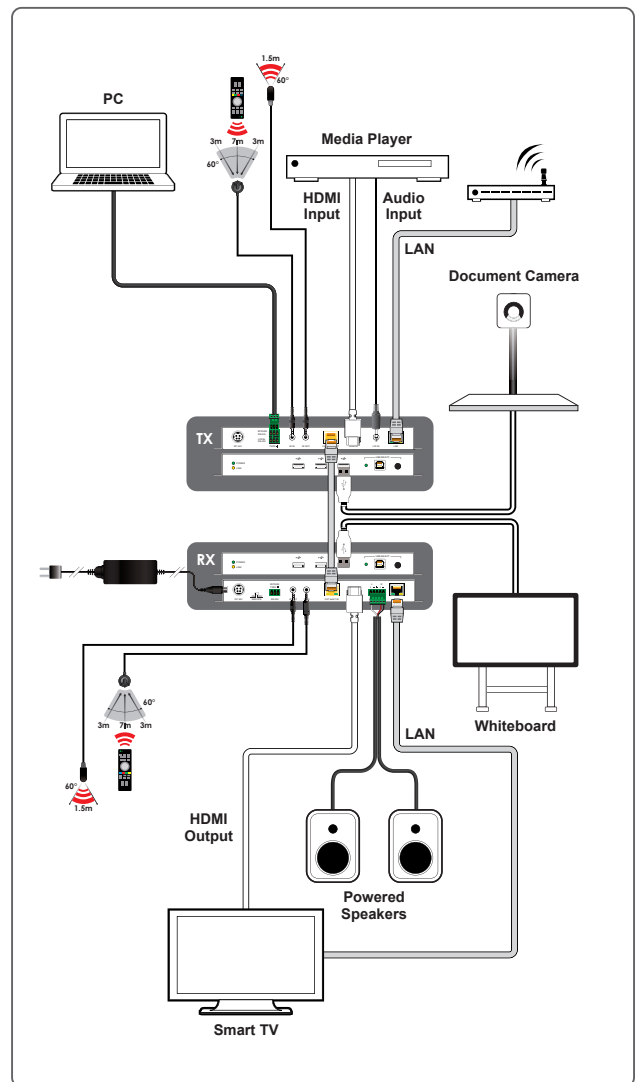 1.5m
60°
PC
3m 7m 3m
60°
Media Player
HDMI
Input
Audio
Input
LAN
Document Camera
TX
RX
60°
3m 7m 3m
60°
1.5m
LAN
Whiteboard
HDMI
Output
Powered
Speakers
Smart TV